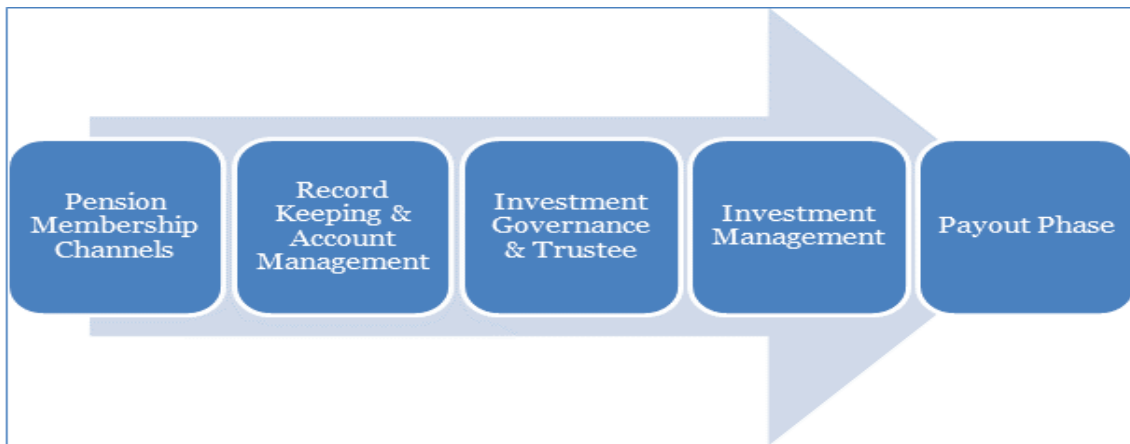 Pension
Membership
Channels
Record
Keeping &
Account
Management
Investment
Governance
& Trustee
Investment
Management
Payout Phase